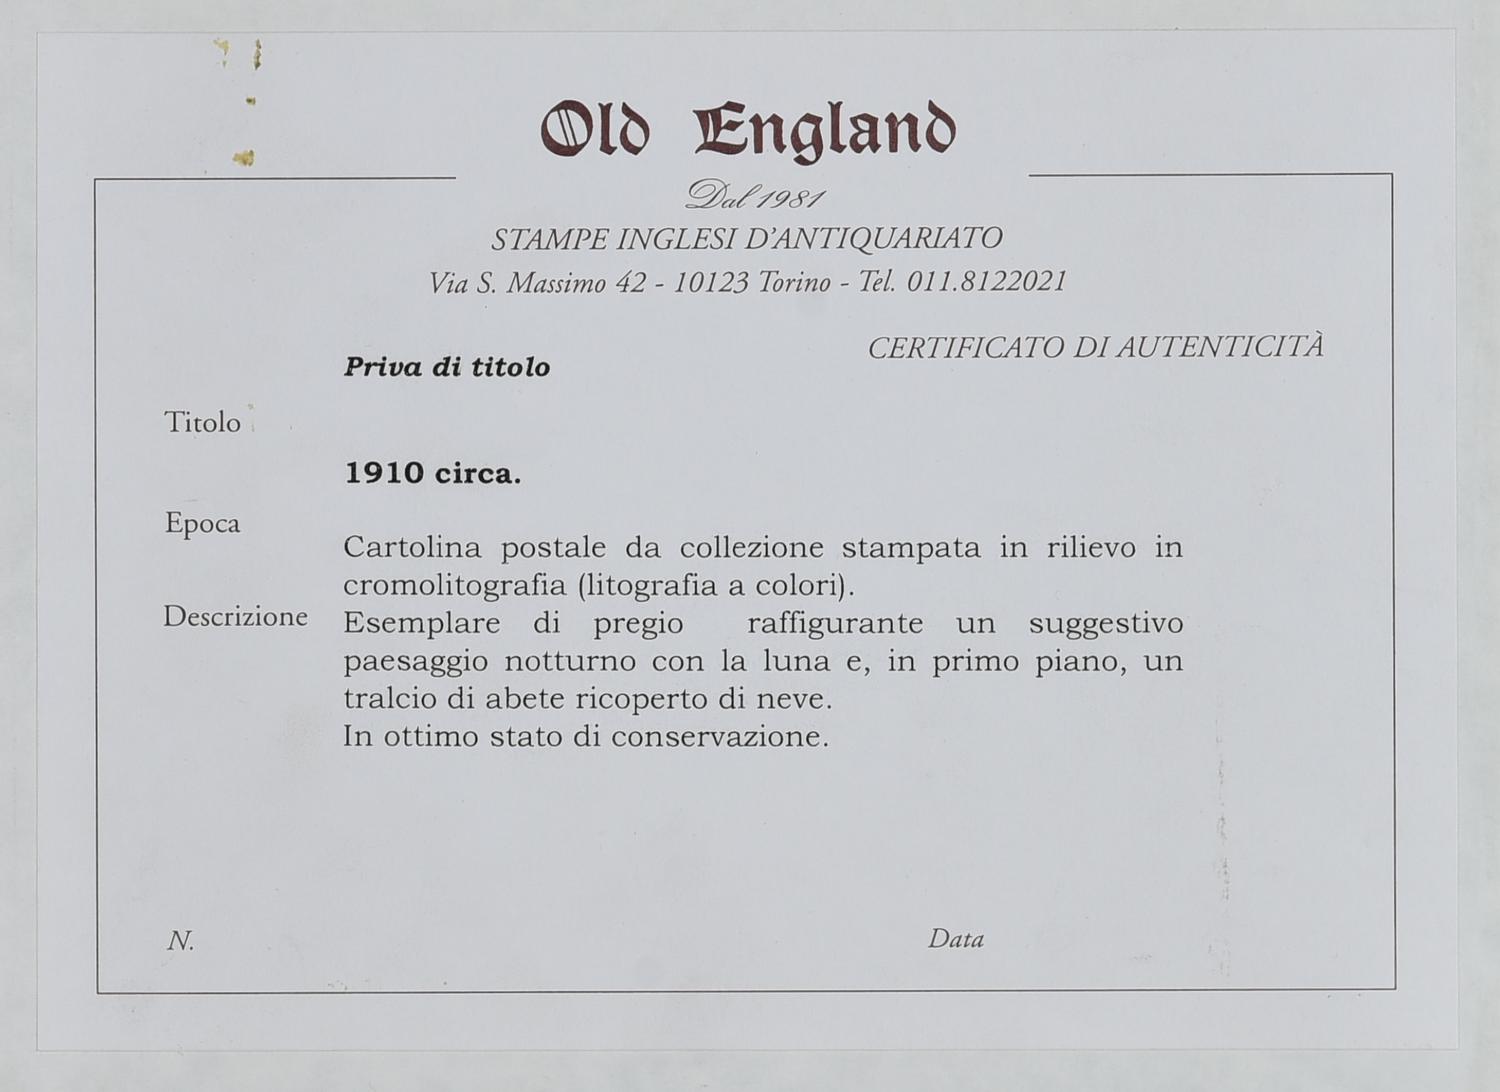 Old England
Dal 1981
STAMPE INGLESI D'ANTIQUARIATO
Via S. Massimo 42 - 10123 Torino - Tel. 011.8122021
CERTIFICATO DI AUTENTICITÀ
Priva di titolo
Titolo
1910 circa.
Epoca
Cartolina postale da collezione stampata in rilievo in
cromolitografia (litografia a colori).
Descrizione
Esemplare di pregio raffigurante un suggestivo
paesaggio notturno con la luna e, in primo piano, un
tralcio di abete ricoperto di neve.
In ottimo stato di conservazione.
N.
Data